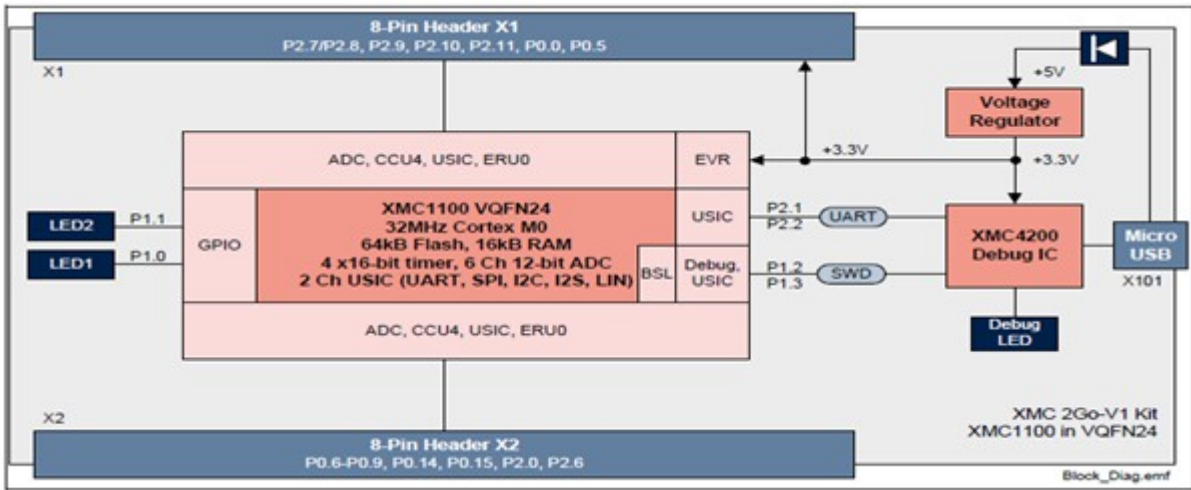 8-Pin Header X1
P2.7/P2.8, P2.9, P2.10, P2.11, P0.0, P0.5
X1
+5V
Voltage
Regulator
ADC, CCU4, USIC, ERU0
EVR
+3.3V
+3.3V
LED2
P1.1
LED1
P1.0
GPIO
XMC1100 VQFN24
32MHz Cortex M0
64kB Flash, 16kB RAM
4 x16-bit timer, 6 Ch 12-bit ADC
2 Ch USIC (UART, SPI, I2C, I2S, LIN)
BSL
USIC
Debug,
USIC
P2.1
P2.2
UART
P1.2
P1.3
SWD
XMC4200
Debug IC
Micro
USB
X101
Debug
LED
ADC, CCU4, USIC, ERU0
X2
8-Pin Header X2
P0.6-P0.9, P0.14, P0.15, P2.0, P2.6
XMC 2Go-V1 Kit
XMC1100 in VQFN24
Block_Diag.emf